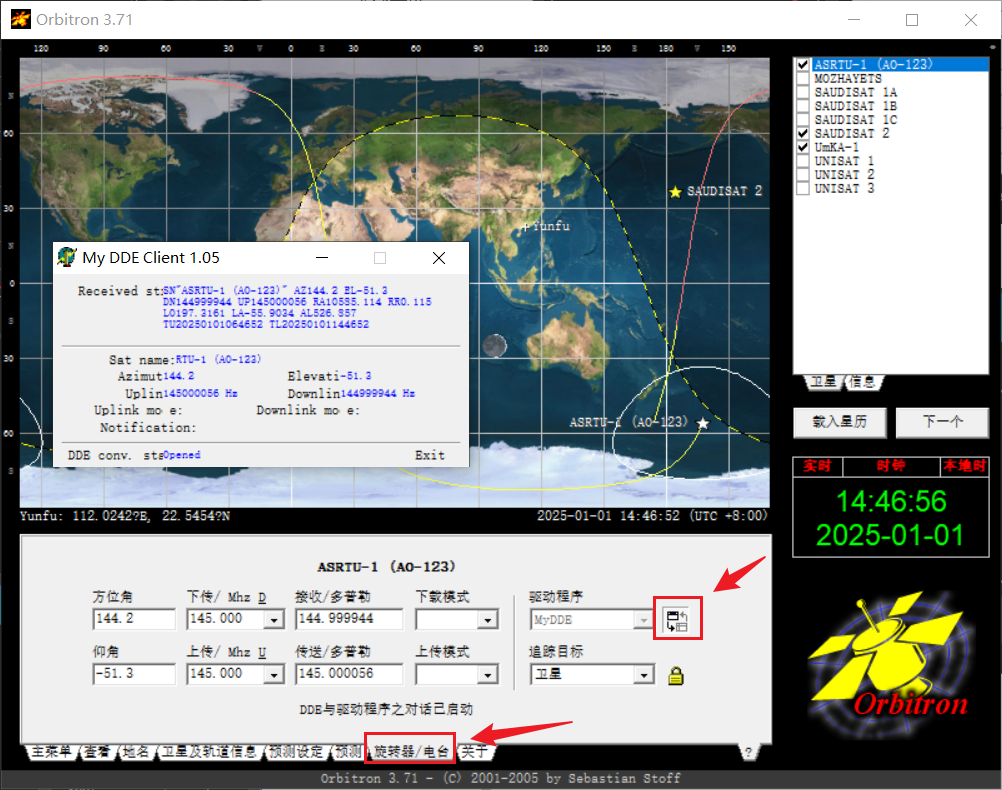 Orbitron 3.71
120 90 60 30 W 0 E 30 60 90 120 150 E 180 W 150
N
60
30
N
0
S
30
60
S
SAUDISAT 2
Yunfu
ASRTU-1 (AO-123)
My DDE Client 1.05
Received st:SN"ASRTU-1 (AO-123)" AZ144.2 EL-51.3
DN144999944 UP145000056 RA10585.114 RR0.115
LO197.3161 LA-55.9034 AL526.857
TU20250101064652 TL20250101144652
Sat name:RTU-1 (AO-123)
Azimut144.2 Elevati-51.3
Uplin145000056 Hz Downlin144999944 Hz
Uplink mo e: Downlink mo e:
Notification:
DDE conv. staOpened Exit
Yunfu: 112.0242?E, 22.5454?N 2025-01-01 14:46:52 (UTC +8:00)
ASRTU-1 (AO-123)
MOZHAYETS
SAUDISAT 1A
SAUDISAT 1B
SAUDISAT 1C
SAUDISAT 2
UmKA-1
UNISAT 1
UNISAT 2
UNISAT 3
卫星 信息
载入星历 下一个
实时 时钟 本地时
14:46:56
2025-01-01
Orbitron
ASRTU-1 (AO-123)
方位角 下传/ Mhz D 接收/多普勒 下载模式 驱动程序
144.2 145.000 144.999944 MyDDE
仰角 上传/ Mhz U 传送/多普勒 上传模式 追踪目标
-51.3 145.000 145.000056 卫星
DDE与驱动程序之对话已启动
主菜单 查看 地名 卫星及轨道信息 预测设定 预测 旋转器/电台 关于 ?
Orbitron 3.71 - (C) 2001-2005 by Sebastian Stoff